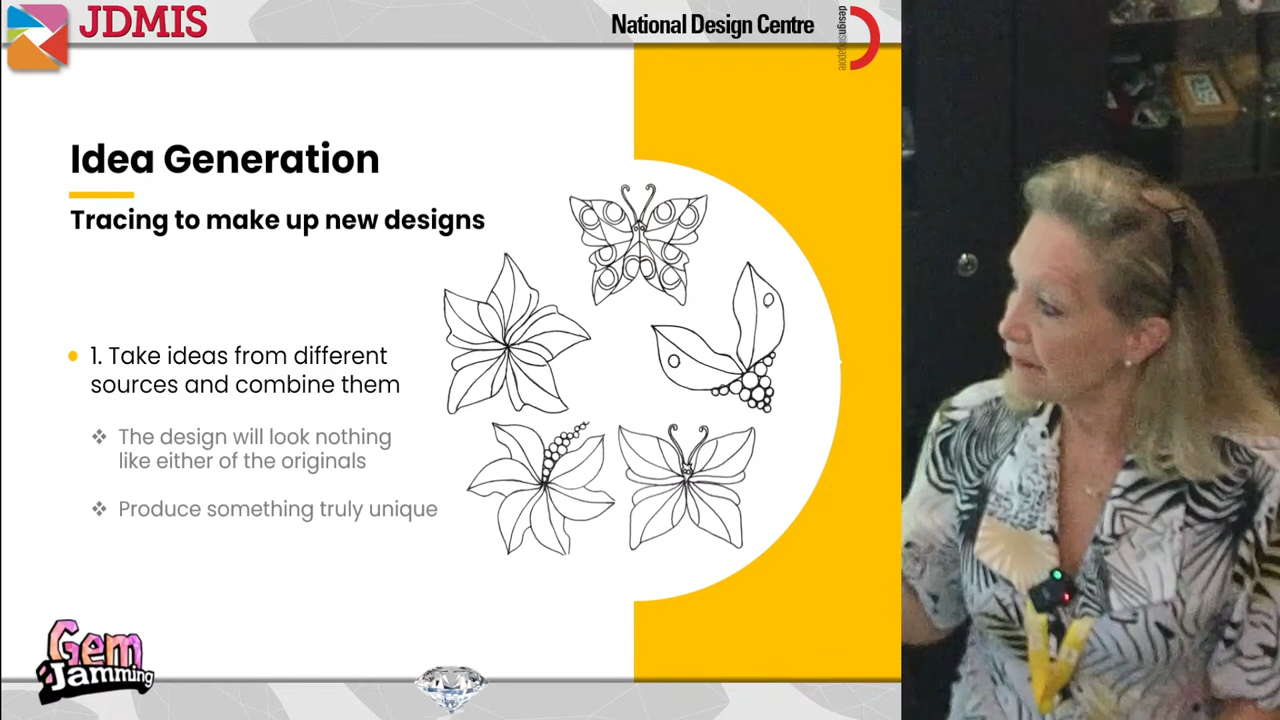 JDMIS
National Design Centre
designsingapore
Idea Generation
Tracing to make up new designs
1. Take ideas from different
sources and combine them
❖ The design will look nothing
like either of the originals
❖ Produce something truly unique
Gem
Jamming